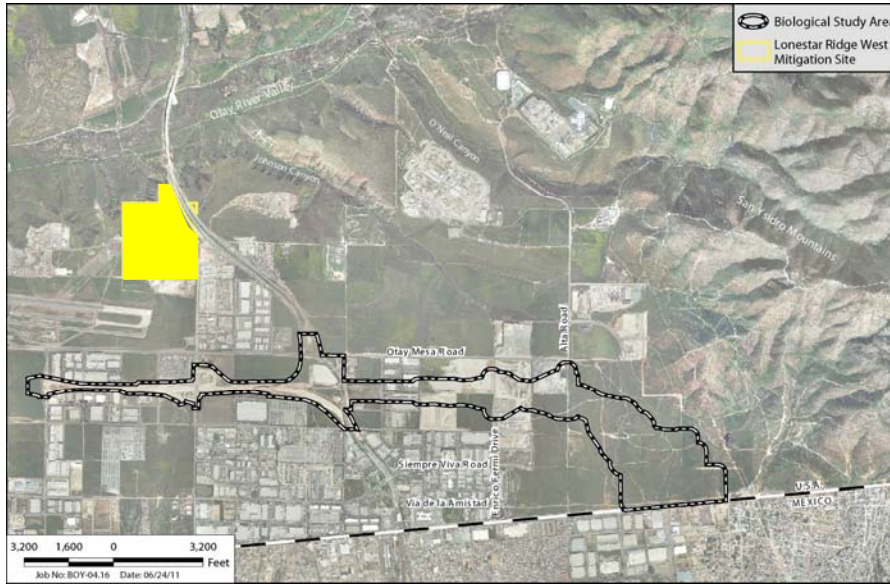 Biological Study Area
Lonestar Ridge West
Mitigation Site
Otay River Valley
O'Neal Canyon
Johnson Canyon
San Ysidro Mountains
Alta Road
Otay Mesa Road
Siempre Viva Road
Enrico Fermi Drive
Via de la Amistad
U.S.A.
MEXICO
3,200 1,600 0 3,200
Feet
Job No: BOY-04.16 Date: 06/24/11